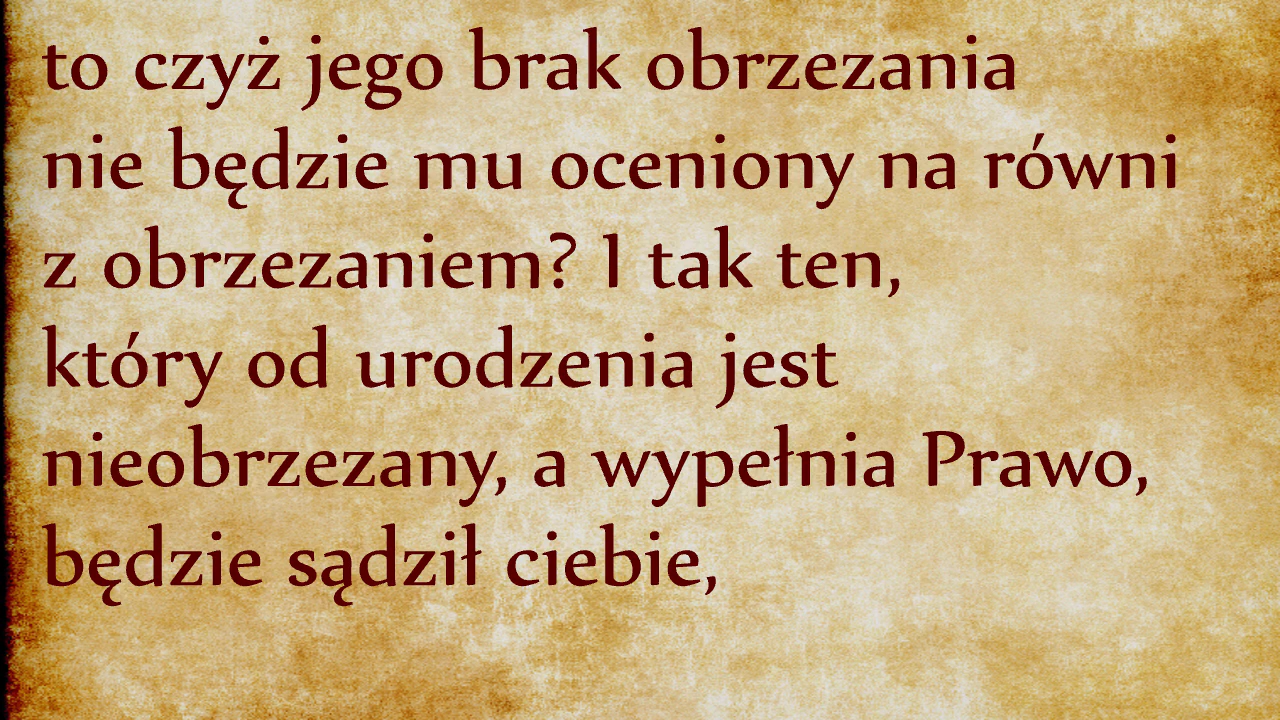 to czyż jego brak obrzezania
nie będzie mu oceniony na równi
z obrzezaniem? I tak ten,
który od urodzenia jest
nieobrzezany, a wypełnia Prawo,
będzie sądził ciebie,